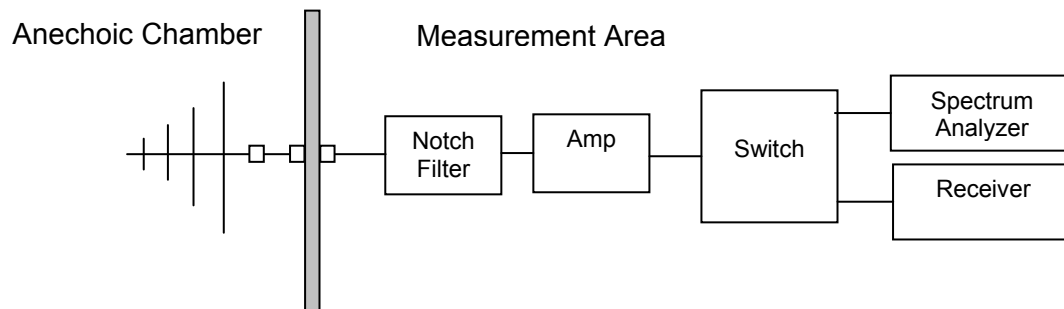 Anechoic Chamber
Measurement Area
Notch
Filter
Amp
Switch
Spectrum
Analyzer
Receiver